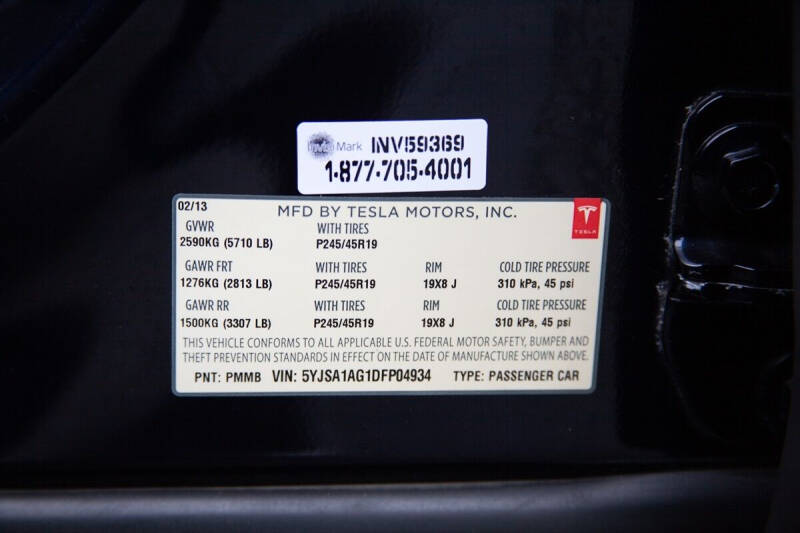 invis Mark INV59369
1-877-705-4001
02/13 MFD BY TESLA MOTORS, INC.
TESLA
GVWR WITH TIRES
2590KG (5710 LB) P245/45R19
GAWR FRT WITH TIRES RIM COLD TIRE PRESSURE
1276KG (2813 LB) P245/45R19 19X8 J 310 kPa, 45 psi
GAWR RR WITH TIRES RIM COLD TIRE PRESSURE
1500KG (3307 LB) P245/45R19 19X8 J 310 kPa, 45 psi
THIS VEHICLE CONFORMS TO ALL APPLICABLE U.S. FEDERAL MOTOR SAFETY, BUMPER AND
THEFT PREVENTION STANDARDS IN EFFECT ON THE DATE OF MANUFACTURE SHOWN ABOVE.
PNT: PMMB VIN: 5YJSA1AG1DFP04934 TYPE: PASSENGER CAR